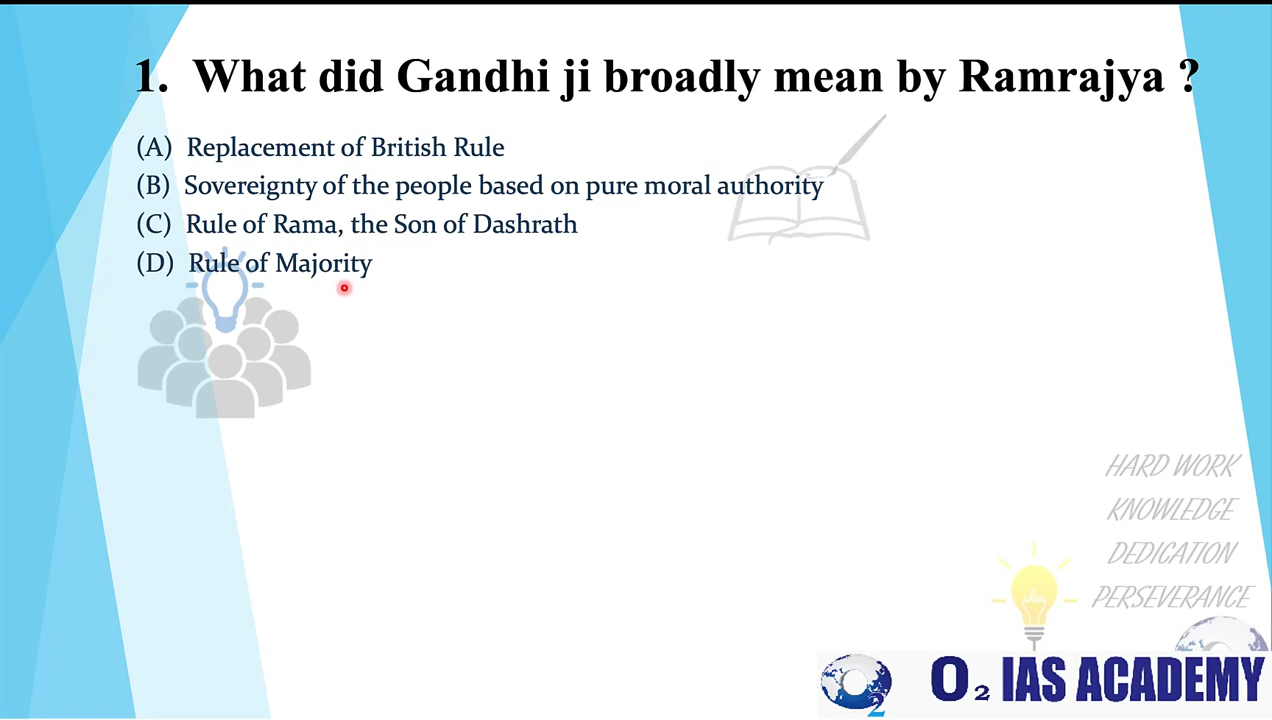 1. What did Gandhi ji broadly mean by Ramrajya ?
(A) Replacement of British Rule
(B) Sovereignty of the people based on pure moral authority
(C) Rule of Rama, the Son of Dashrath
(D) Rule of Majority
HARD WORK
KNOWLEDGE
DEDICATION
PERSEVERANCE
idea
2 O2 IAS ACADEMY